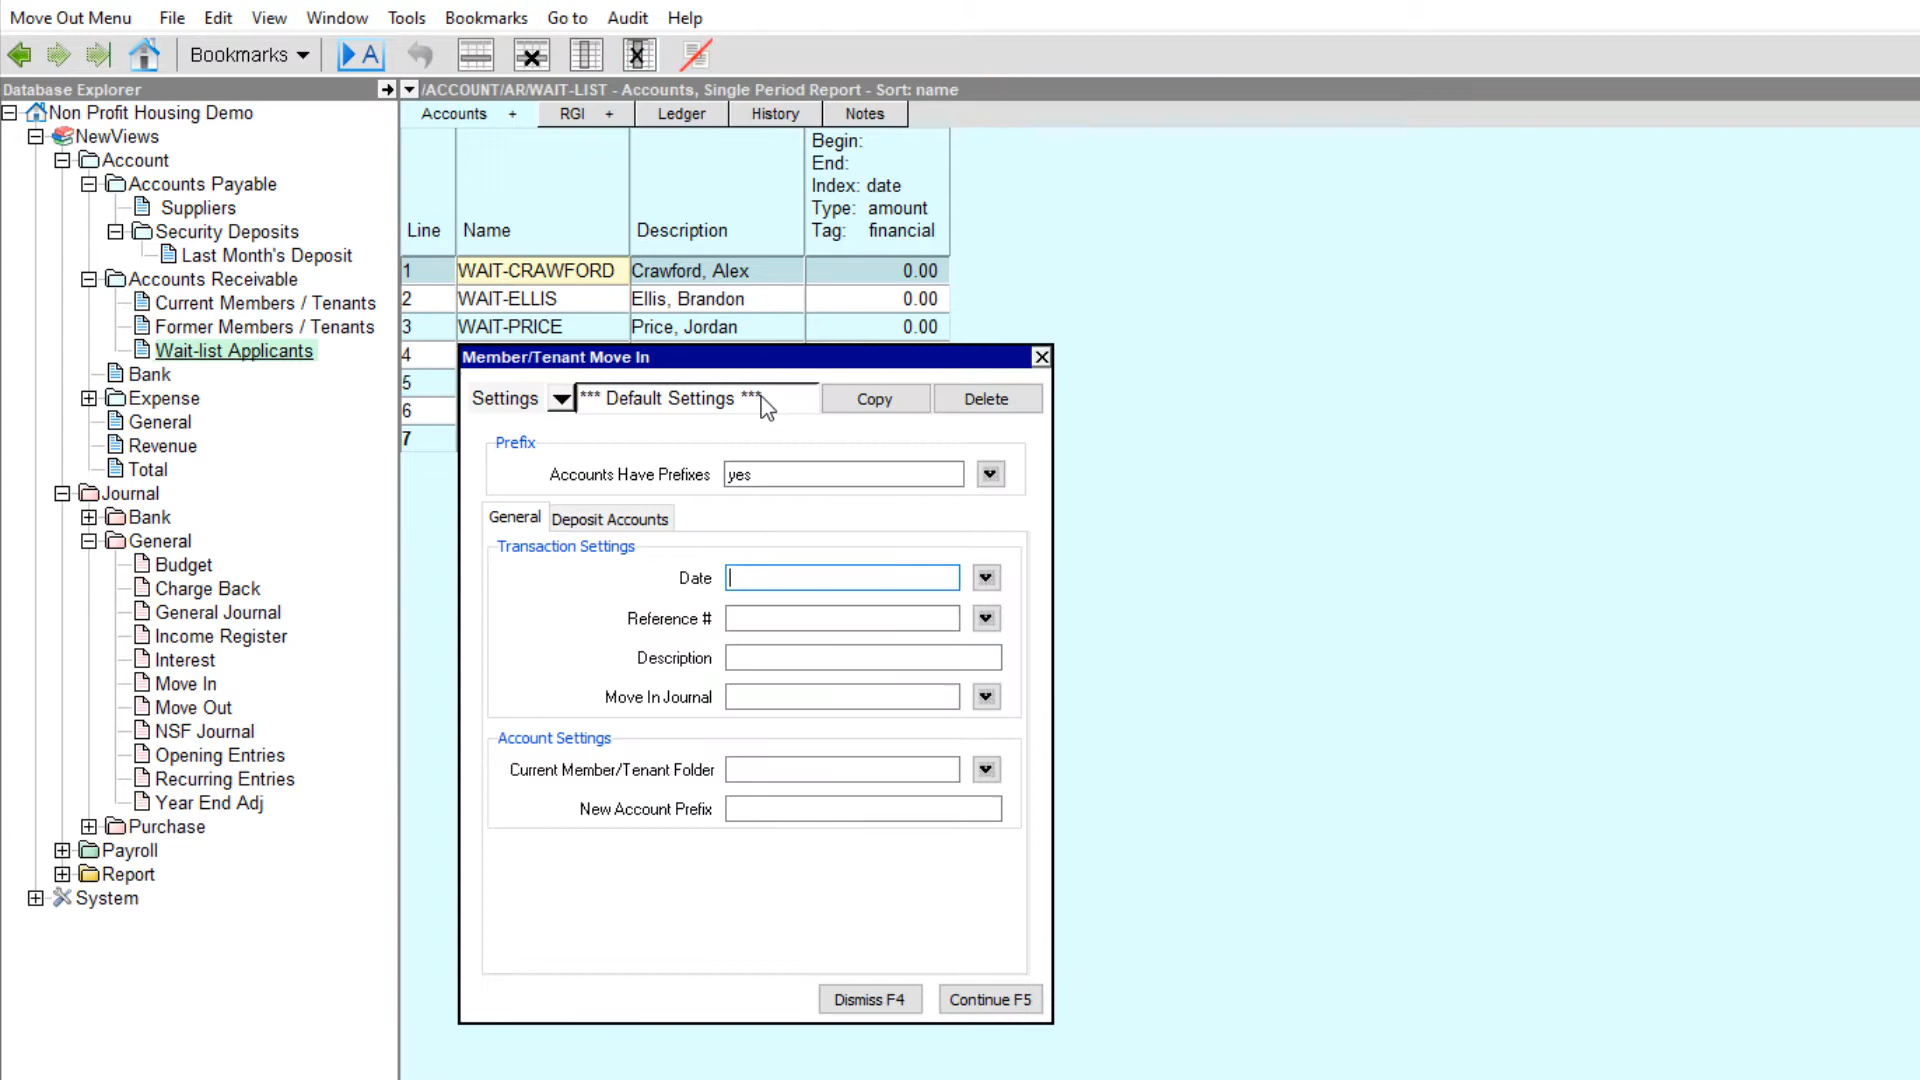 Move Out Menu File Edit View Window Tools Bookmarks Go to Audit Help
Bookmarks A
Database Explorer
/ACCOUNT/AR/WAIT-LIST - Accounts, Single Period Report - Sort: name
Non Profit Housing Demo
NewViews
Account
Accounts Payable
Suppliers
Security Deposits
Last Month's Deposit
Accounts Receivable
Current Members / Tenants
Former Members / Tenants
Wait-list Applicants
Bank
Expense
General
Revenue
Total
Journal
Bank
General
Budget
Charge Back
General Journal
Income Register
Interest
Move In
Move Out
NSF Journal
Opening Entries
Recurring Entries
Year End Adj
Purchase
Payroll
Report
System
Accounts + RGI + Ledger History Notes
Begin:
End:
Index: date
Type: amount
Line Name Description Tag: financial
1 WAIT-CRAWFORD Crawford, Alex 0.00
2 WAIT-ELLIS Ellis, Brandon 0.00
3 WAIT-PRICE Price, Jordan 0.00
4
5
6
7
Member/Tenant Move In
Settings *** Default Settings *** Copy Delete
Prefix
Accounts Have Prefixes yes
General Deposit Accounts
Transaction Settings
Date
Reference #
Description
Move In Journal
Account Settings
Current Member/Tenant Folder
New Account Prefix
Dismiss F4 Continue F5